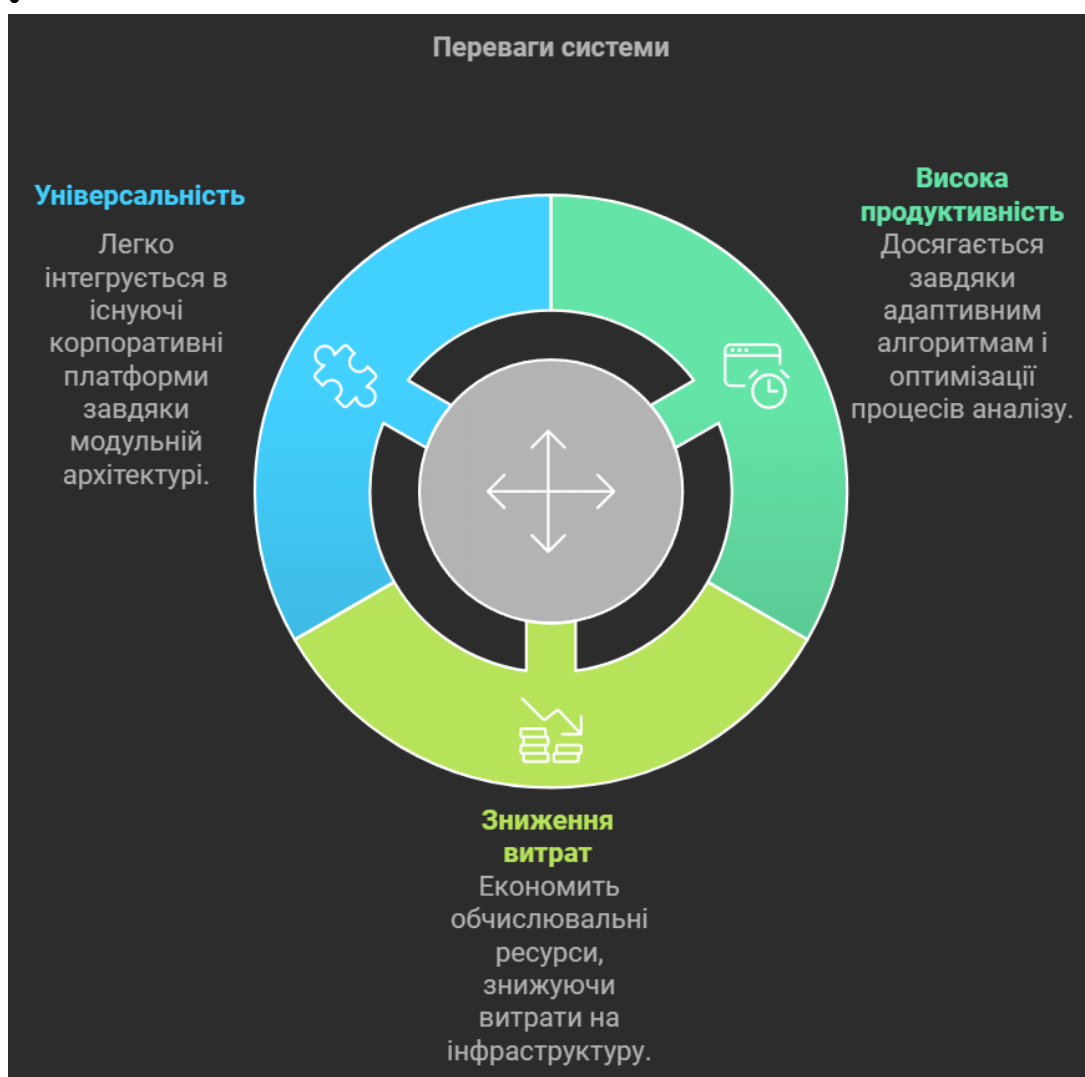 Переваги системи
Універсальність
Легко
інтегрується в
існуючі
корпоративні
платформи
завдяки
модульній
архітектурі.
Висока
продуктивність
Досягається
завдяки
адаптивним
алгоритмам і
оптимізації
процесів аналізу.
Зниження
витрат
Економить
обчислювальні
ресурси,
знижуючи
витрати на
інфраструктуру.